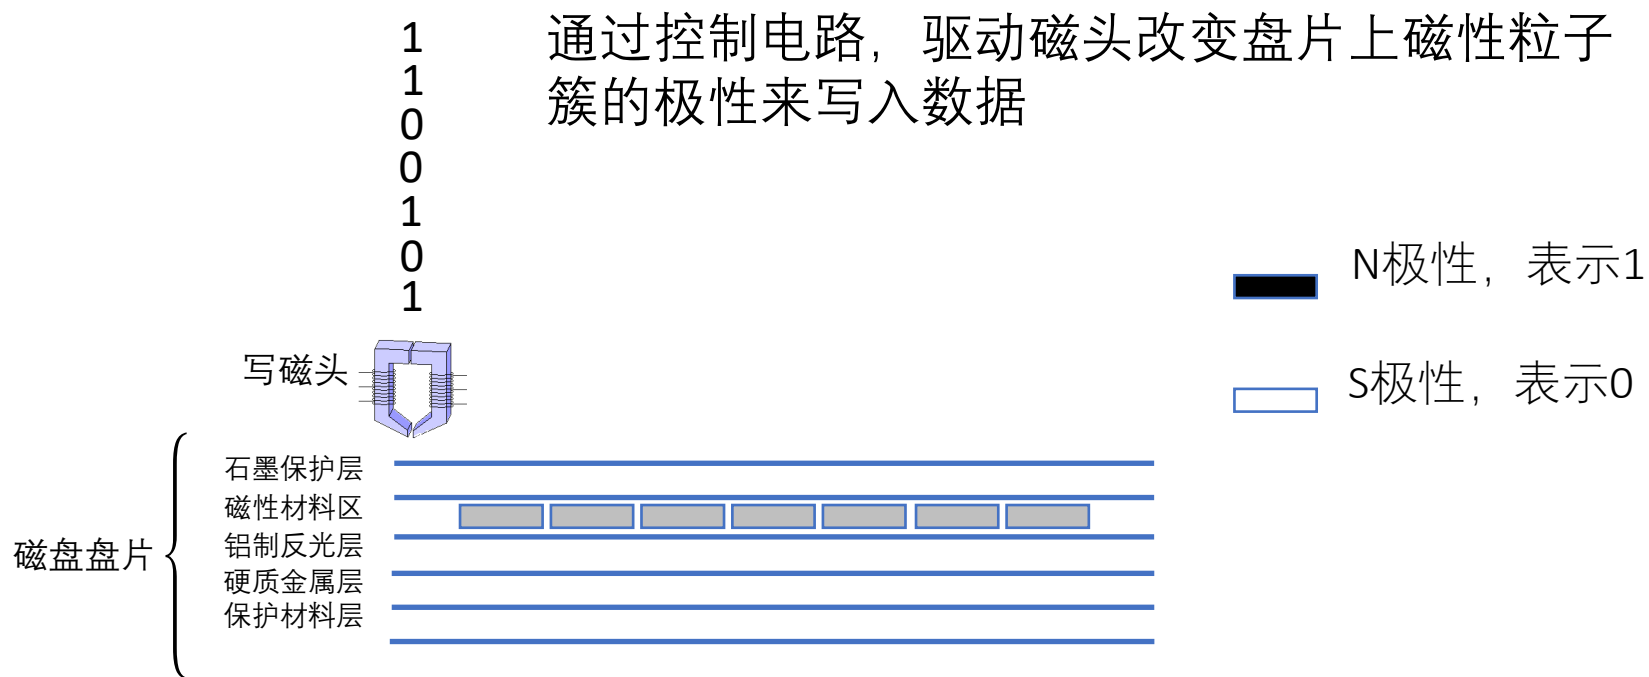 1
1
0
0
1
0
1
通过控制电路，驱动磁头改变盘片上磁性粒子
簇的极性来写入数据
N极性，表示1
S极性，表示0
写磁头
石墨保护层
磁性材料区
铝制反光层
硬质金属层
保护材料层
磁盘盘片